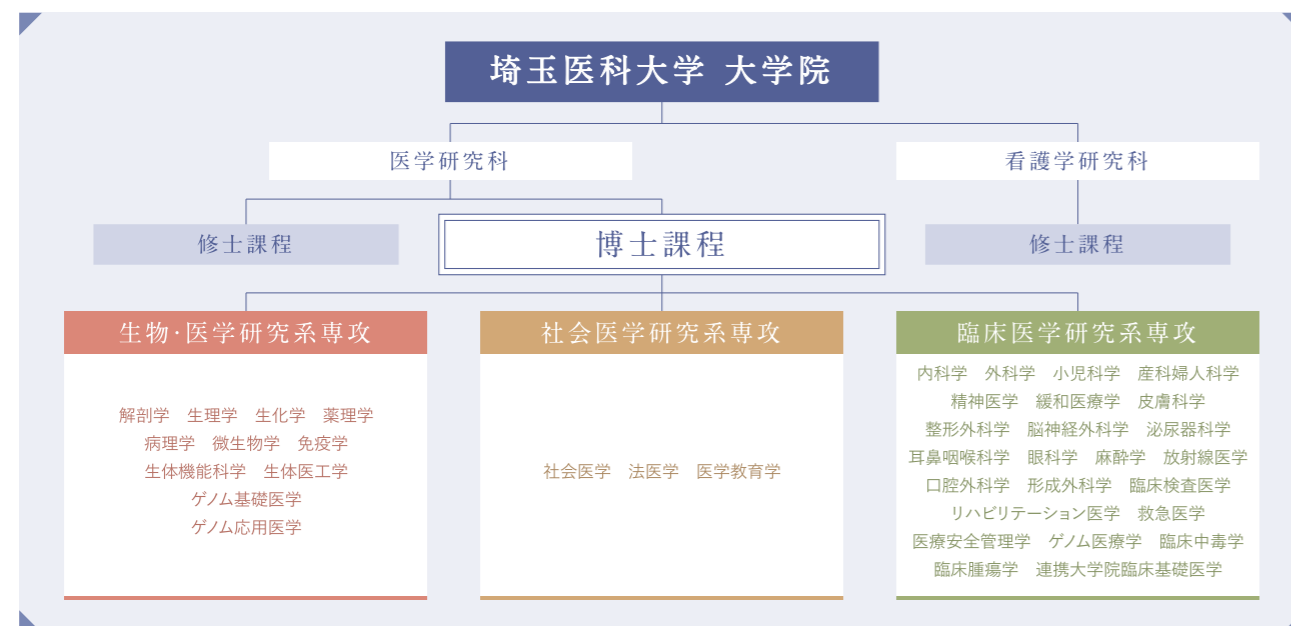 埼玉医科大学 大学院
医学研究科
看護学研究科
修士課程
博士課程
修士課程
生物·医学研究系専攻
解剖学 生理学 生化学 薬理学
病理学 微生物学 免疫学
生体機能科学 生体医工学
ゲノム基礎医学
ゲノム応用医学
社会医学研究系専攻
社会医学 法医学 医学教育学
臨床医学研究系専攻
内科学 外科学 小児科学 産科婦人科学
精神医学 緩和医療学 皮膚科学
整形外科学 脳神経外科学 泌尿器科学
耳鼻咽喉科学 眼科学 麻酔学 放射線医学
口腔外科学 形成外科学 臨床検査医学
リハビリテーション医学 救急医学
医療安全管理学 ゲノム医療学 臨床中毒学
臨床腫瘍学 連携大学院臨床基礎医学